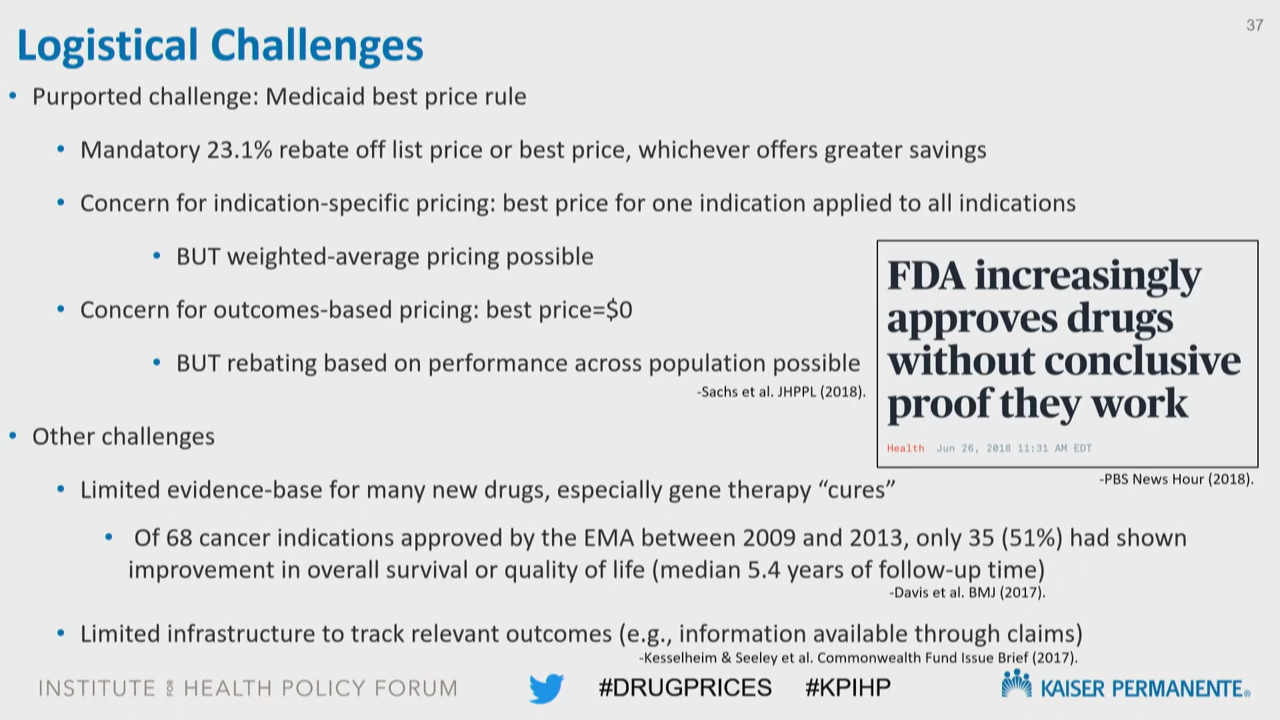 37
Logistical Challenges
• Purported challenge: Medicaid best price rule
• Mandatory 23.1% rebate off list price or best price, whichever offers greater savings
• Concern for indication-specific pricing: best price for one indication applied to all indications
• BUT weighted-average pricing possible
• Concern for outcomes-based pricing: best price=$0
• BUT rebating based on performance across population possible
-Sachs et al. JHPPL (2018).
FDA increasingly
approves drugs
without conclusive
proof they work
Health Jun 26, 2018 11:31 AM EDT
-PBS News Hour (2018).
• Other challenges
• Limited evidence-base for many new drugs, especially gene therapy “cures”
• Of 68 cancer indications approved by the EMA between 2009 and 2013, only 35 (51%) had shown
improvement in overall survival or quality of life (median 5.4 years of follow-up time)
-Davis et al. BMJ (2017).
• Limited infrastructure to track relevant outcomes (e.g., information available through claims)
-Kesselheim & Seeley et al. Commonwealth Fund Issue Brief (2017).
INSTITUTE FOR HEALTH POLICY FORUM
#DRUGPRICES #KPIHP
KAISER PERMANENTE®